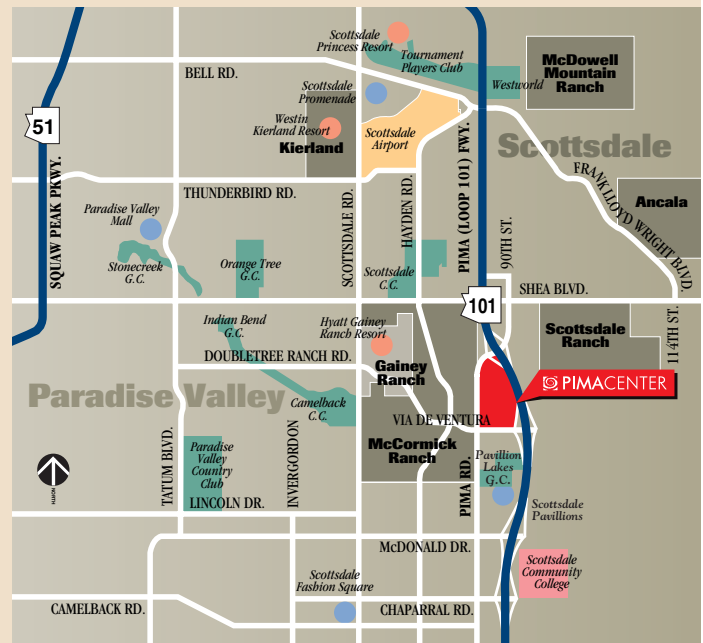 Scottsdale
Princess Resort
Tournament
Players Club
BELL RD.
Scottsdale
Promenade
Westworld
McDowell
Mountain
Ranch
51
Westin
Kierland Resort
Kierland
Scottsdale
Airport
Scottsdale
SQUAW PEAK PKWY.
THUNDERBIRD RD.
SCOTTSDALE RD.
HAYDEN RD.
PIMA (LOOP 101) FWY.
90TH ST.
FRANK LLOYD WRIGHT BLVD.
Ancala
Paradise Valley
Mall
Stonecreek
G.C.
Orange Tree
G.C.
Scottsdale
C.C.
SHEA BLVD.
101
114TH ST.
Indian Bend
G.C.
Hyatt Gainey
Ranch Resort
Scottsdale
Ranch
DOUBLETREE RANCH RD.
Gainey
Ranch
PIMACENTER
Paradise Valley
Camelback
C.C.
VIA DE VENTURA
McCormick
Ranch
TATUM BLVD.
Paradise
Valley
Country
Club
INVERGORDON
PIMA RD.
Pavillion
Lakes
G.C.
NORTH
LINCOLN DR.
Scottsdale
Pavillions
McDONALD DR.
Scottsdale
Community
College
Scottsdale
Fashion Square
CAMELBACK RD.
CHAPARRAL RD.